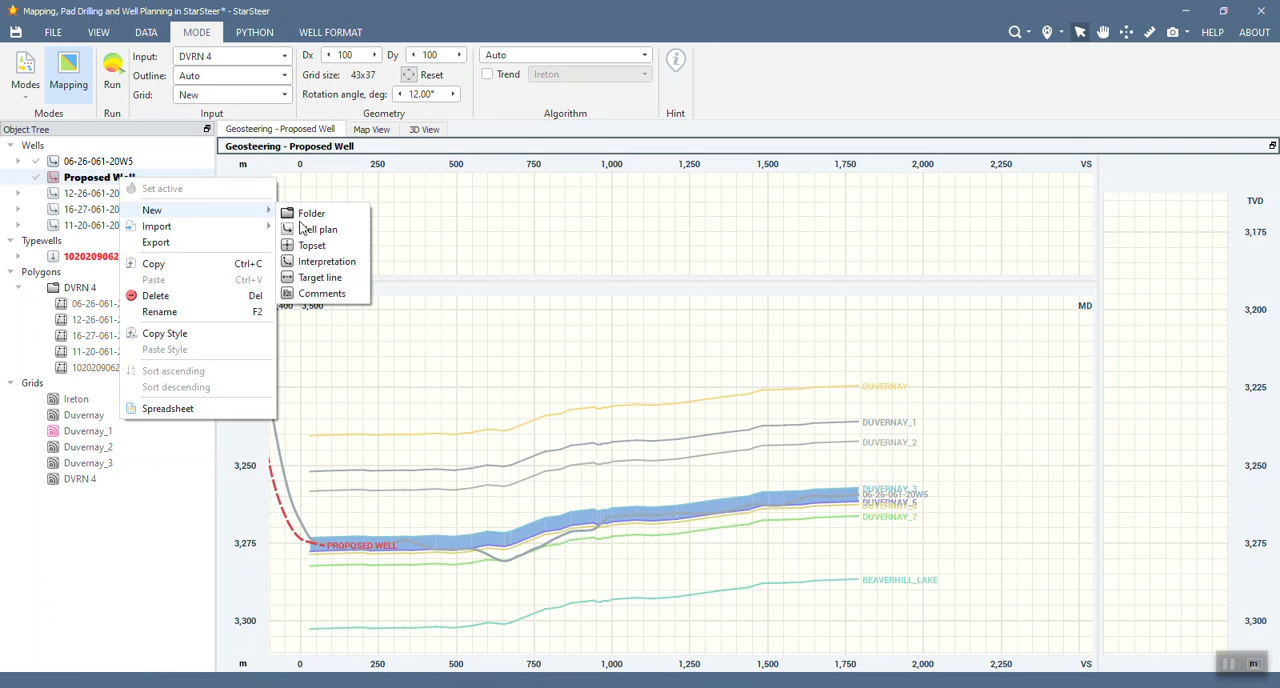 Mapping, Pad Drilling and Well Planning in StarSteer* - StarSteer
FILE VIEW DATA MODE PYTHON WELL FORMAT HELP ABOUT
Input: DVRN 4 Dx 100 Dy 100 Auto
Modes Mapping Run Outline: Auto Grid size: 43x37 Reset Trend Ireton
Grid: New Rotation angle, deg: 12.00°
Modes Run Input Geometry Algorithm Hint
Object Tree Geosteering - Proposed Well Map View 3D View
Wells Geosteering - Proposed Well
06-26-061-20W5 m 0 250 500 750 1,000 1,250 1,500 1,750 2,000 2,250 VS
Proposed Well
Set active
12-26-061-20
16-27-061-20
11-20-061-20
Typewells
1020209062
Polygons
DVRN 4
06-26-061-2
12-26-061-2
16-27-061-2
11-20-061-2
1020209062
Grids
Ireton
Duvernay
Duvernay_1
Duvernay_2
Duvernay_3
DVRN 4
New
Import
Export
Copy Ctrl+C
Paste Ctrl+V
Delete Del
Rename F2
Copy Style
Paste Style
Sort ascending
Sort descending
Spreadsheet
Folder
ell plan
Topset
Interpretation
Target line
Comments
,400 3,500 MD
DUVERNAY
DUVERNAY_1
DUVERNAY_2
DUVERNAY_3
06-26-061-20W5
DUVERNAY_5
DUVERNAY_7
BEAVERHILL_LAKE
PROPOSED WELL
3,250
3,275
3,300
m 0 250 500 750 1,000 1,250 1,500 1,750 2,000 2,250 VS
TVD
3,175
3,200
3,225
3,250
3,275
3,300
m